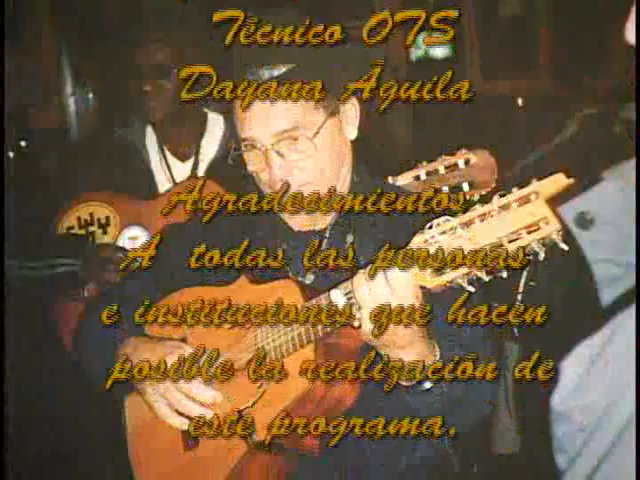 Técnico OTS
Dayana Águila
Agradecimientos
A todas las personas
e instituciones que hacen
posible la realización de
este programa.